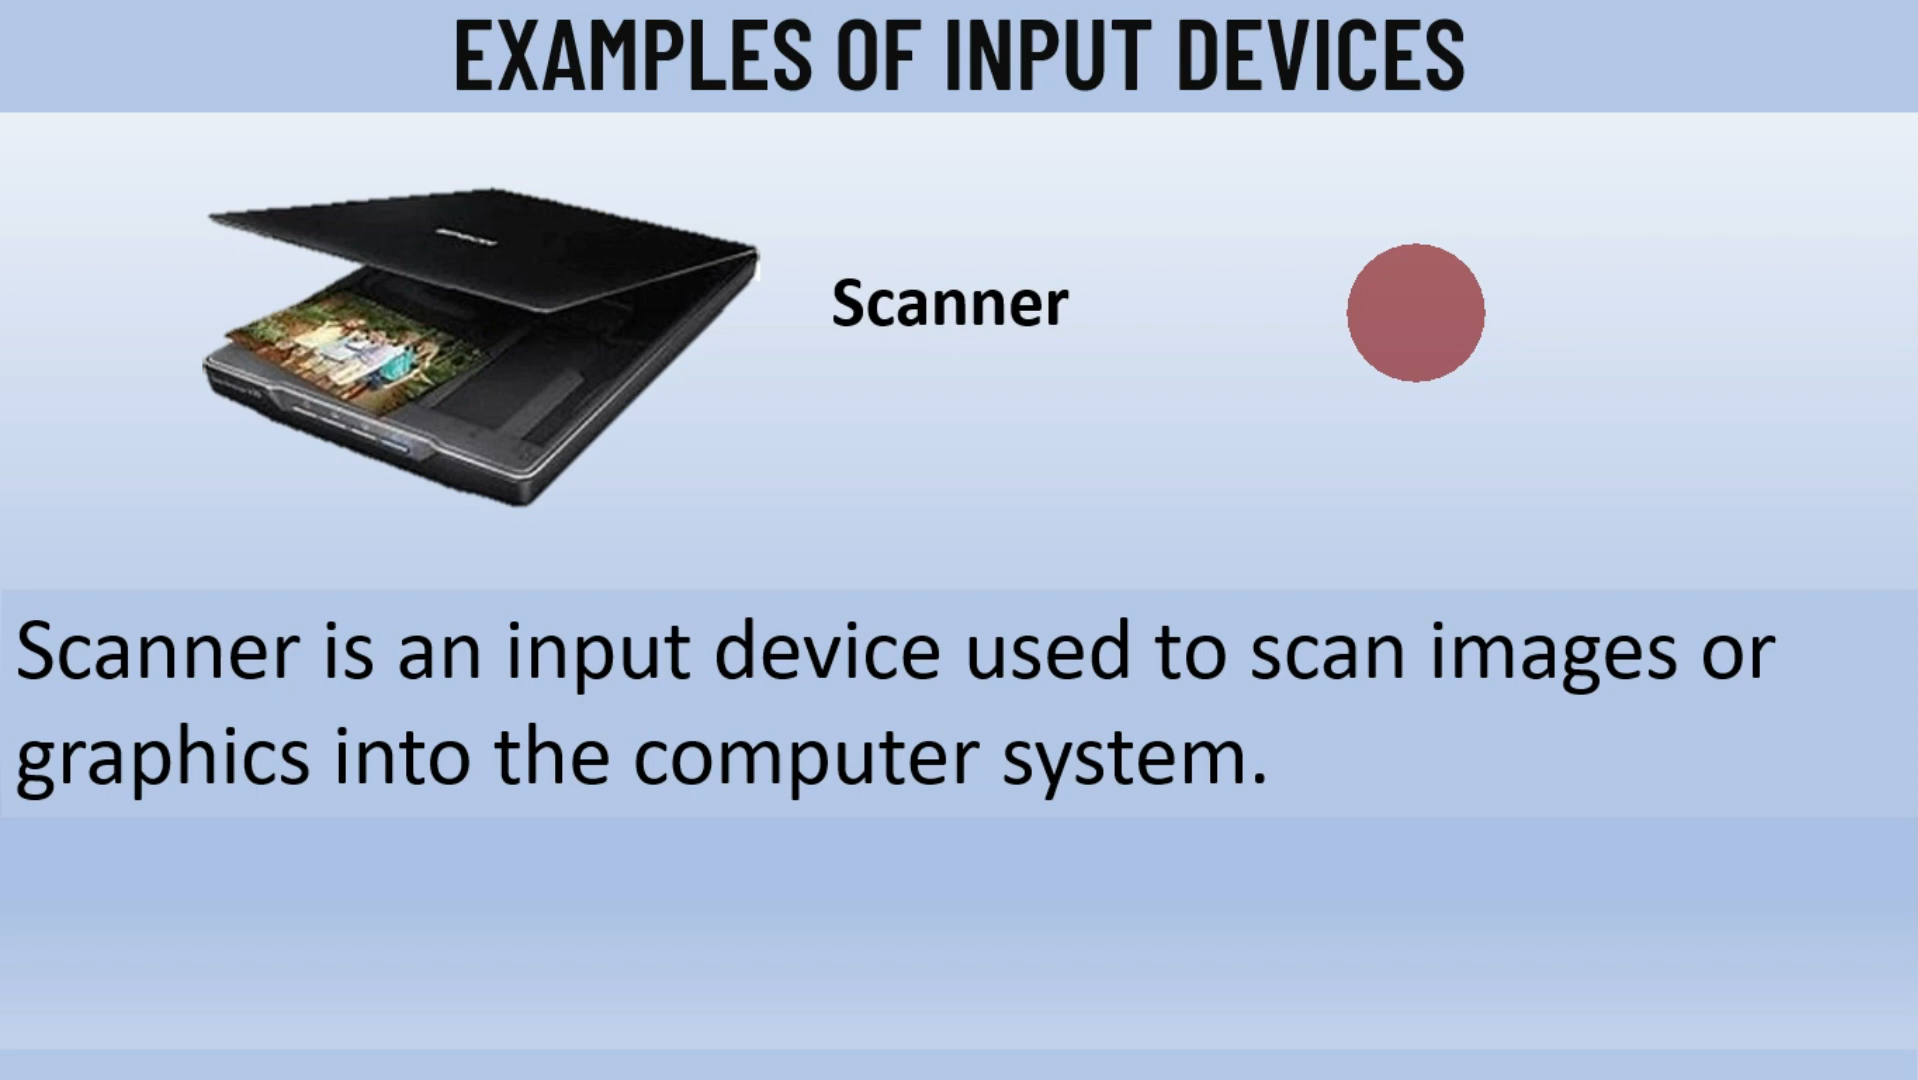 EXAMPLES OF INPUT DEVICES
Scanner
Scanner is an input device used to scan images or
graphics into the computer system.